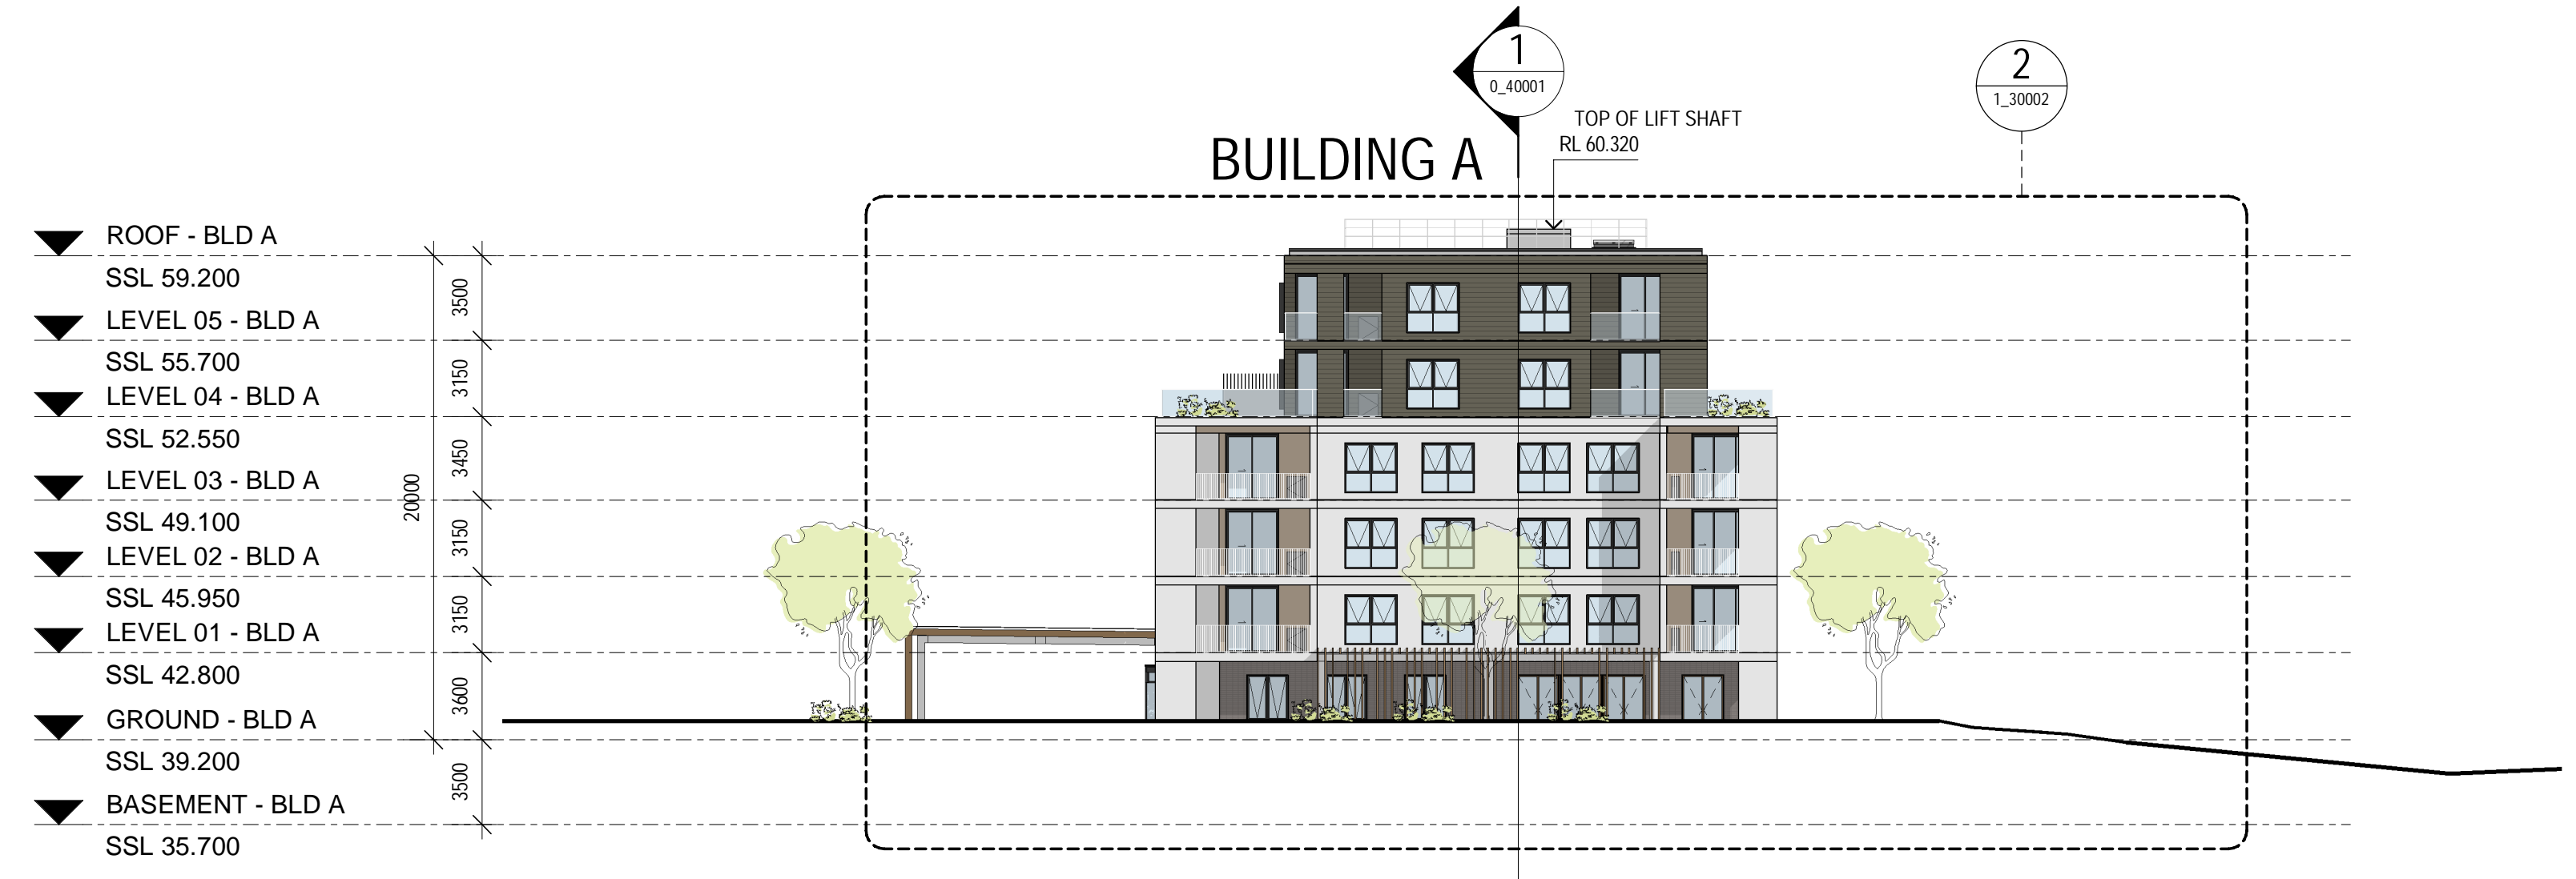 1
0_40001
2
1_30002
TOP OF LIFT SHAFT
RL 60.320
BUILDING A
ROOF - BLD A
SSL 59.200
LEVEL 05 - BLD A
SSL 55.700
LEVEL 04 - BLD A
SSL 52.550
LEVEL 03 - BLD A
SSL 49.100
LEVEL 02 - BLD A
SSL 45.950
LEVEL 01 - BLD A
SSL 42.800
GROUND - BLD A
SSL 39.200
BASEMENT - BLD A
SSL 35.700
20000
3500
3150
3450
3150
3150
3600
3500